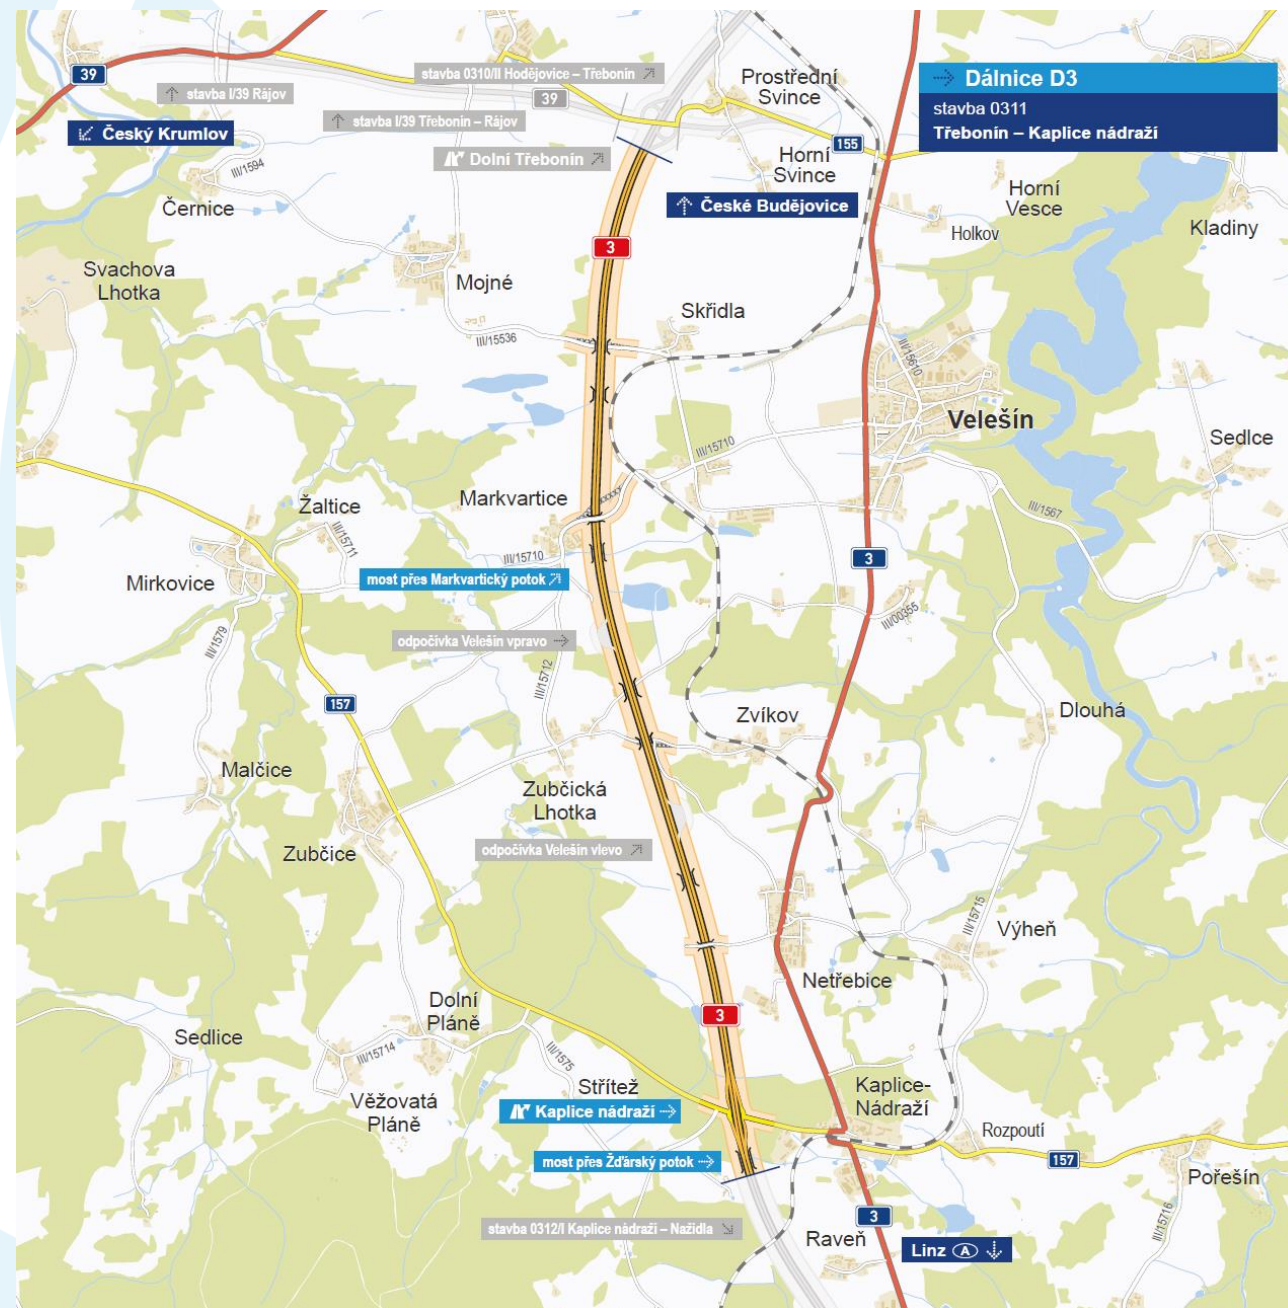 39
stavba I/39 Rájov
Český Krumlov
stavba 0310/II Hodějovice – Třebonín
39
stavba I/39 Třebonín – Rájov
Dolní Třebonín
Prostřední
Svince
Dálnice D3
stavba 0311
Třebonín – Kaplice nádraží
155
Horní
Svince
České Budějovice
III/1594
Černice
Horní
Vesce
Holkov
Kladiny
Svachova
Lhotka
3
Mojné
Skřidla
III/15536
III/15610
Velešín
III/15710
Sedlce
Markvartice
Žaltice
III/15711
III/15710
III/1567
Mirkovice
most přes Markvartický potok
3
III/00355
III/1579
odpočívka Velešín vpravo
III/15712
157
Zvíkov
Dlouhá
Malčice
Zubčická
Lhotka
Zubčice
odpočívka Velešín vlevo
III/15715
Výheň
Netřebice
Dolní
Pláně
3
Sedlice
III/15714
III/1575
Střítež
Věžovatá
Pláně
Kaplice nádraží
Kaplice-
Nádraží
Rozpoutí
157
most přes Žďárský potok
Pořešín
III/15716
stavba 0312/I Kaplice nádraží – Nažidla
3
Raveň
Linz A